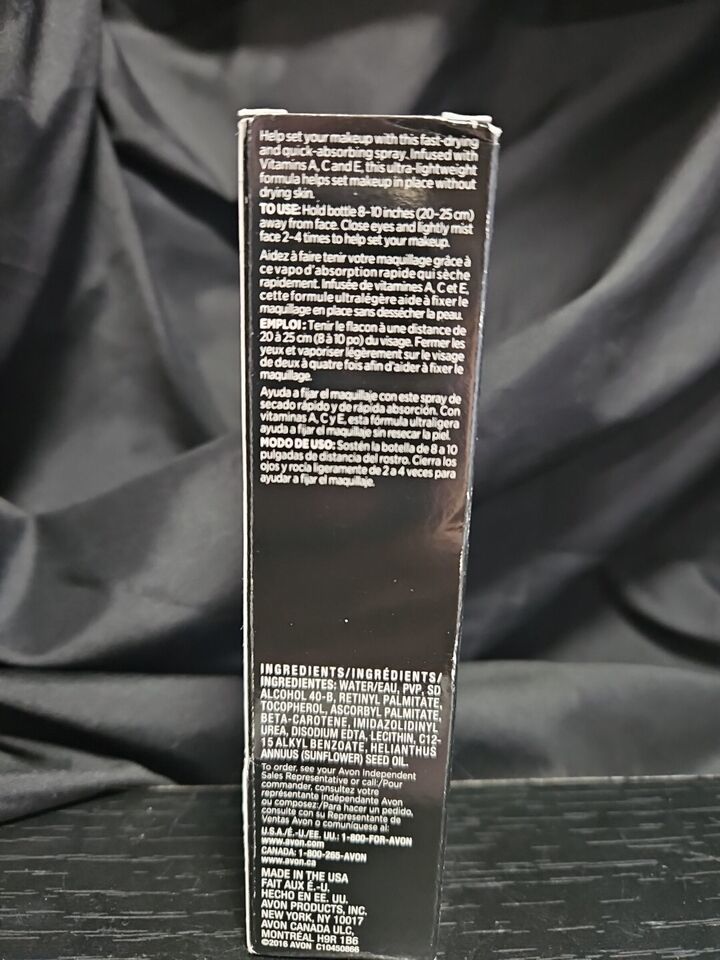 Help set your makeup with this fast-drying
and quick-absorbing spray. Infused with
Vitamins A, C and E, this ultra-lightweight
formula helps set makeup in place without
drying skin.
TO USE: Hold bottle 8-10 inches (20-25 cm)
away from face. Close eyes and lightly mist
face 2-4 times to help set your makeup.
Aidez à faire tenir votre maquillage grâce à
ce vapo d'absorption rapide qui sèche
rapidement. Infusée de vitamines A, C et E,
cette formule ultralégère aide à fixer le
maquillage en place sans dessécher la peau.
EMPLOI : Tenir le flacon à une distance de
20 à 25 cm (8 à 10 po) du visage. Fermer les
yeux et vaporiser légèrement sur le visage
de deux à quatre fois afin d'aider à fixer le
maquillage.
Ayuda a fijar el maquillaje con este spray de
secado rápido y de rápida absorción. Con
vitaminas A, C y E, esta fórmula ultraligera
ayuda a fijar el maquillaje sin resecar la piel.
MODO DE USO: Sostén la botella de 8 a 10
pulgadas de distancia del rostro. Cierra los
ojos y rocía ligeramente de 2 a 4 veces para
ayudar a fijar el maquillaje.
INGREDIENTS/INGRÉDIENTS/
INGREDIENTES: WATER/EAU, PVP, SD
ALCOHOL 40-B, RETINYL PALMITATE,
TOCOPHEROL, ASCORBYL PALMITATE,
BETA-CAROTENE, IMIDAZOLIDINYL
UREA, DISODIUM EDTA, LECITHIN, C12-
15 ALKYL BENZOATE, HELIANTHUS
ANNUUS (SUNFLOWER) SEED OIL.
To order, see your Avon Independent
Sales Representative or call:/Pour
commander, consultez votre
représentante indépendante Avon
ou composez:/Para hacer un pedido,
consulte con su Representante de
Ventas Avon o comuníquese al:
U.S.A./É.-U./EE. UU.: 1-800-FOR-AVON
www.avon.com
CANADA: 1-800-265-AVON
www.avon.ca
MADE IN THE USA
FAIT AUX É.-U.
HECHO EN EE. UU.
AVON PRODUCTS, INC.
NEW YORK, NY 10017
AVON CANADA ULC,
MONTRÉAL H9R 1B6
©2016 AVON C10450866